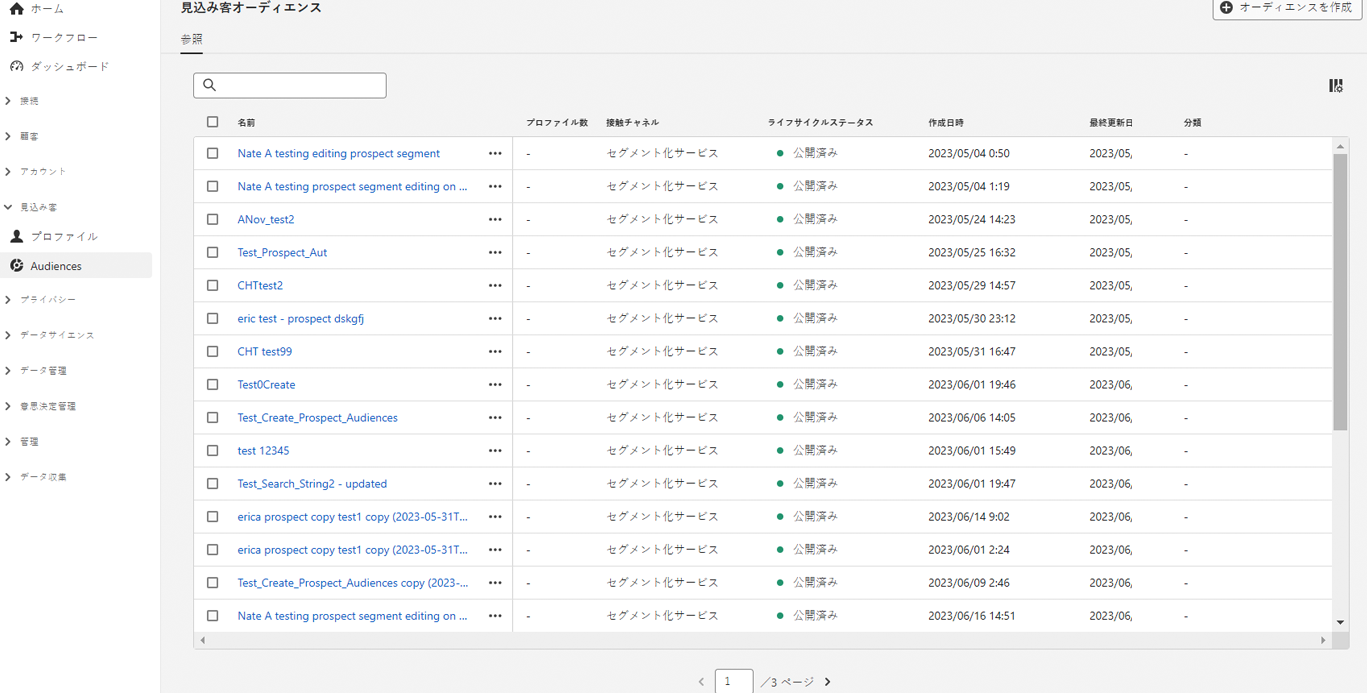 ホーム
ワークフロー
ダッシュボード
接続
顧客
アカウント
見込み客
プロファイル
Audiences
プライバシー
データサイエンス
データ管理
意思決定管理
管理
データ収集
見込み客オーディエンス
オーディエンスを作成
参照
名前 プロファイル数 接触チャネル ライフサイクルステータス 作成日時 最終更新日 分類
Nate A testing editing prospect segment ••• - セグメント化サービス 公開済み 2023/05/04 0:50 2023/05, -
Nate A testing prospect segment editing on ... ••• - セグメント化サービス 公開済み 2023/05/04 1:19 2023/05, -
ANov_test2 ••• - セグメント化サービス 公開済み 2023/05/24 14:23 2023/05, -
Test_Prospect_Aut ••• - セグメント化サービス 公開済み 2023/05/25 16:32 2023/05, -
CHTtest2 ••• - セグメント化サービス 公開済み 2023/05/29 14:57 2023/05, -
eric test - prospect dskgfj ••• - セグメント化サービス 公開済み 2023/05/30 23:12 2023/05, -
CHT test99 ••• - セグメント化サービス 公開済み 2023/05/31 16:47 2023/05, -
Test0Create ••• - セグメント化サービス 公開済み 2023/06/01 19:46 2023/06, -
Test_Create_Prospect_Audiences ••• - セグメント化サービス 公開済み 2023/06/06 14:05 2023/06, -
test 12345 ••• - セグメント化サービス 公開済み 2023/06/01 15:49 2023/06, -
Test_Search_String2 - updated ••• - セグメント化サービス 公開済み 2023/06/01 19:47 2023/06, -
erica prospect copy test1 copy (2023-05-31T... ••• - セグメント化サービス 公開済み 2023/06/14 9:02 2023/06, -
erica prospect copy test1 copy (2023-05-31T... ••• - セグメント化サービス 公開済み 2023/06/01 2:24 2023/06, -
Test_Create_Prospect_Audiences copy (2023-... ••• - セグメント化サービス 公開済み 2023/06/09 2:46 2023/06, -
Nate A testing prospect segment editing on ... ••• - セグメント化サービス 公開済み 2023/06/16 14:51 2023/06, -
1 /3 ページ